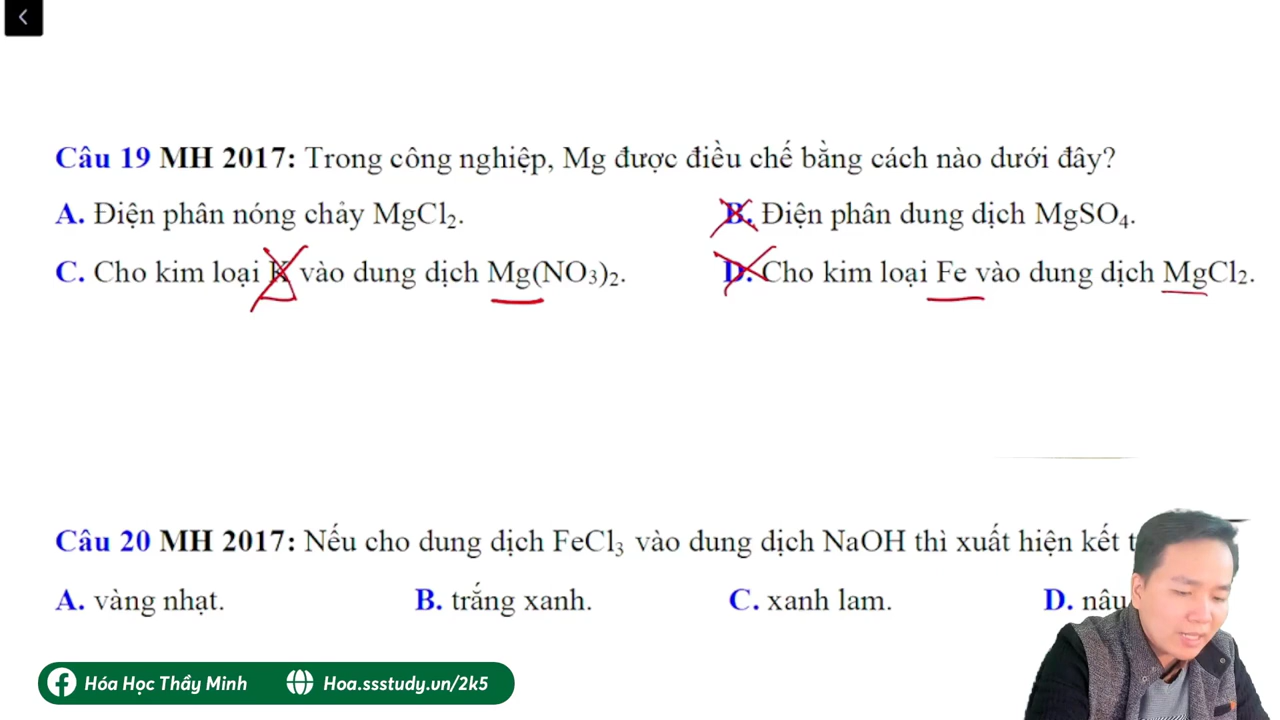 Câu 19 MH 2017: Trong công nghiệp, Mg được điều chế bằng cách nào dưới đây?
A. Điện phân nóng chảy MgCl₂. B. Điện phân dung dịch MgSO₄.
C. Cho kim loại K vào dung dịch Mg(NO₃)₂. D. Cho kim loại Fe vào dung dịch MgCl₂.
Câu 20 MH 2017: Nếu cho dung dịch FeCl₃ vào dung dịch NaOH thì xuất hiện kết
A. vàng nhạt. B. trắng xanh. C. xanh lam. D. nâu
Hóa Học Thầy Minh Hoa.ssstudy.vn/2k5